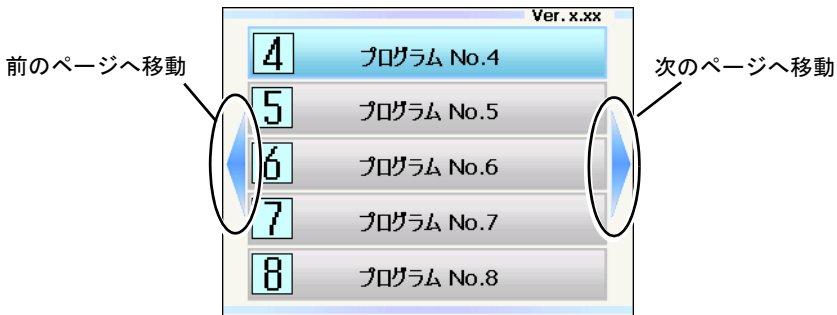 Ver. x.xx
前のページへ移動
次のページへ移動
4 プログラム No.4
5 プログラム No.5
6 プログラム No.6
7 プログラム No.7
8 プログラム No.8